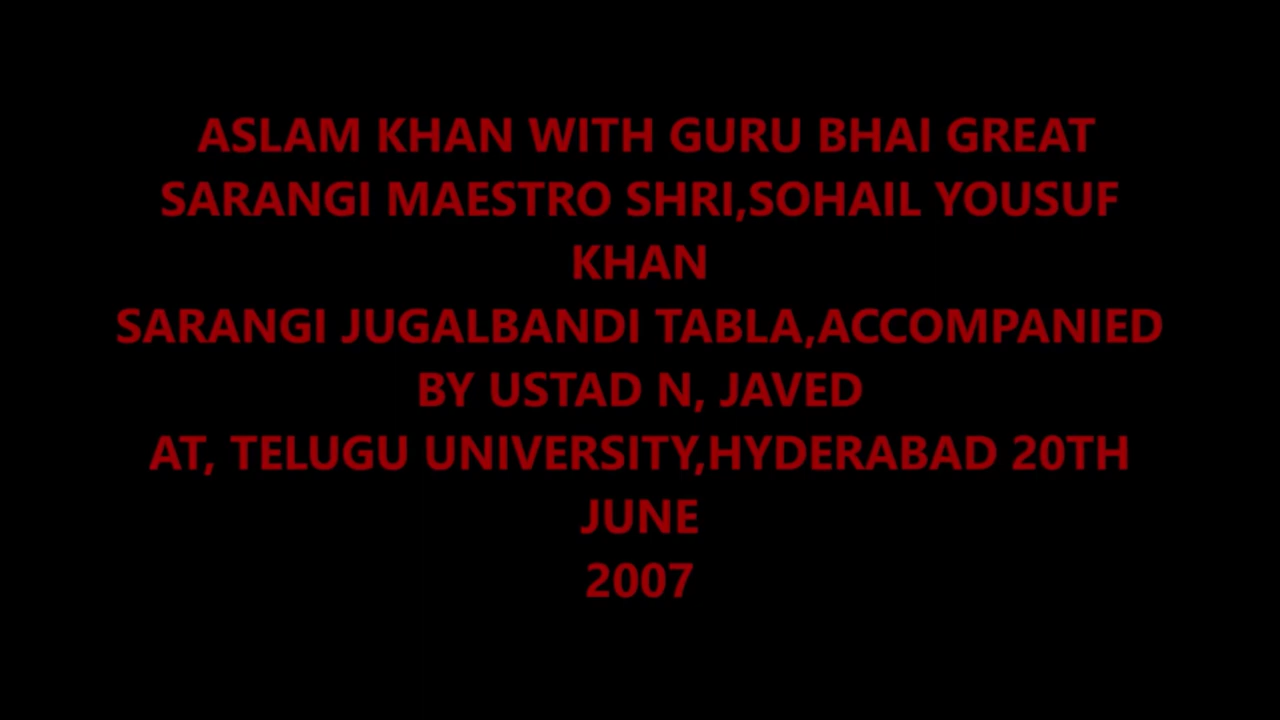 ASLAM KHAN WITH GURU BHAI GREAT
SARANGI MAESTRO SHRI,SOHAIL YOUSUF
KHAN
SARANGI JUGALBANDI TABLA,ACCOMPANIED
BY USTAD N, JAVED
AT, TELUGU UNIVERSITY,HYDERABAD 20TH
JUNE
2007